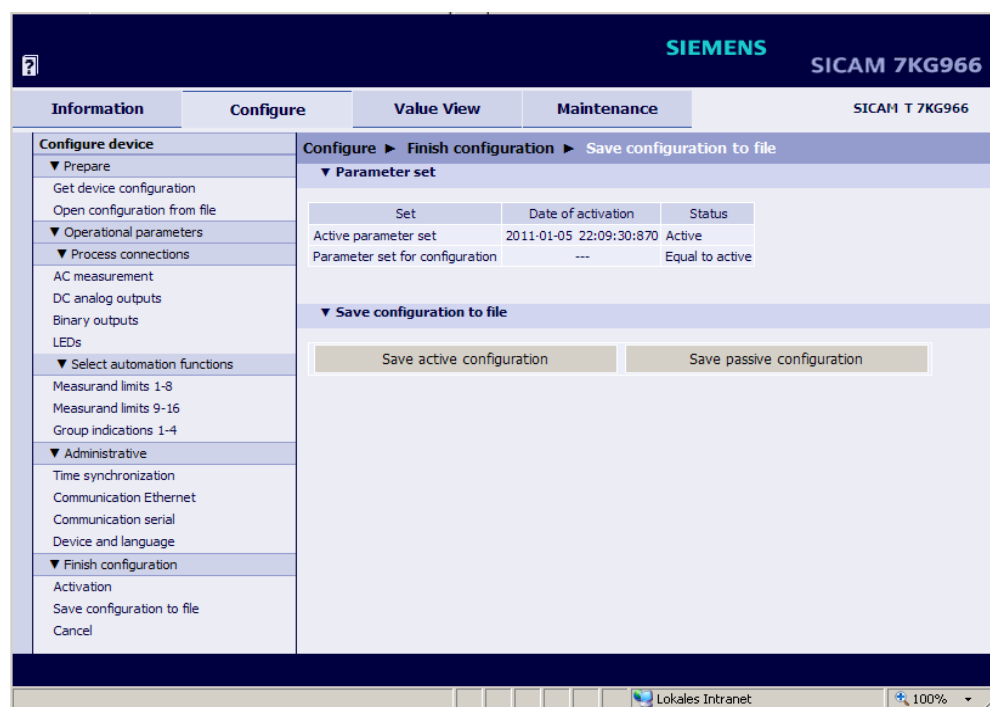 SIEMENS
?
SICAM 7KG966
Information Configure Value View Maintenance SICAM T 7KG966
Configure device
▼ Prepare
Get device configuration
Open configuration from file
▼ Operational parameters
▼ Process connections
AC measurement
DC analog outputs
Binary outputs
LEDs
▼ Select automation functions
Measurand limits 1-8
Measurand limits 9-16
Group indications 1-4
▼ Administrative
Time synchronization
Communication Ethernet
Communication serial
Device and language
▼ Finish configuration
Activation
Save configuration to file
Cancel
Configure ► Finish configuration ► Save configuration to file
▼ Parameter set
Set Date of activation Status
Active parameter set 2011-01-05 22:09:30:870 Active
Parameter set for configuration --- Equal to active
▼ Save configuration to file
Save active configuration Save passive configuration
Lokales Intranet 100%